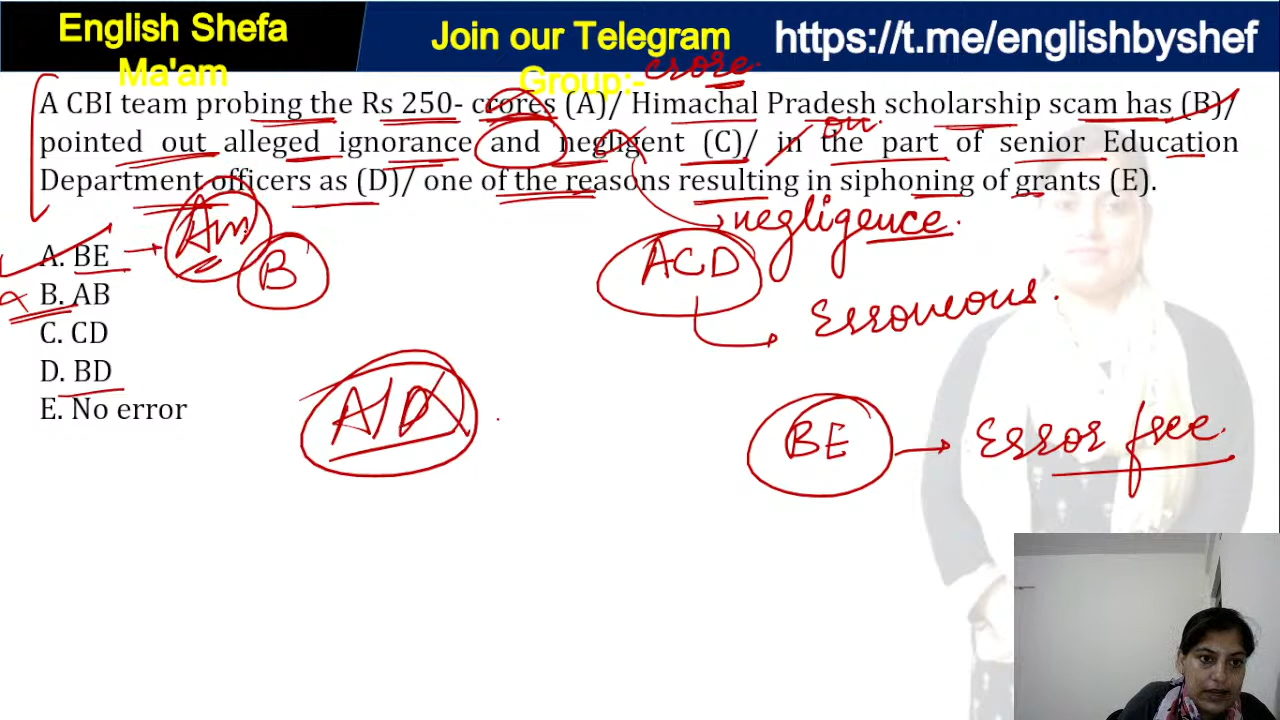 English Shefa
Ma'am
Join our Telegram
Group:-
https://t.me/englishbyshef
crore.
A CBI team probing the Rs 250- crores (A)/ Himachal Pradesh scholarship scam has (B)/
on
pointed out alleged ignorance and negligent (C)/ in the part of senior Education
Department officers as (D)/ one of the reasons resulting in siphoning of grants (E).
negligence.
A. BE
Am
B
ACD
B. AB
Erroneous.
C. CD
D. BD
E. No error
A/D
BE
Error free.